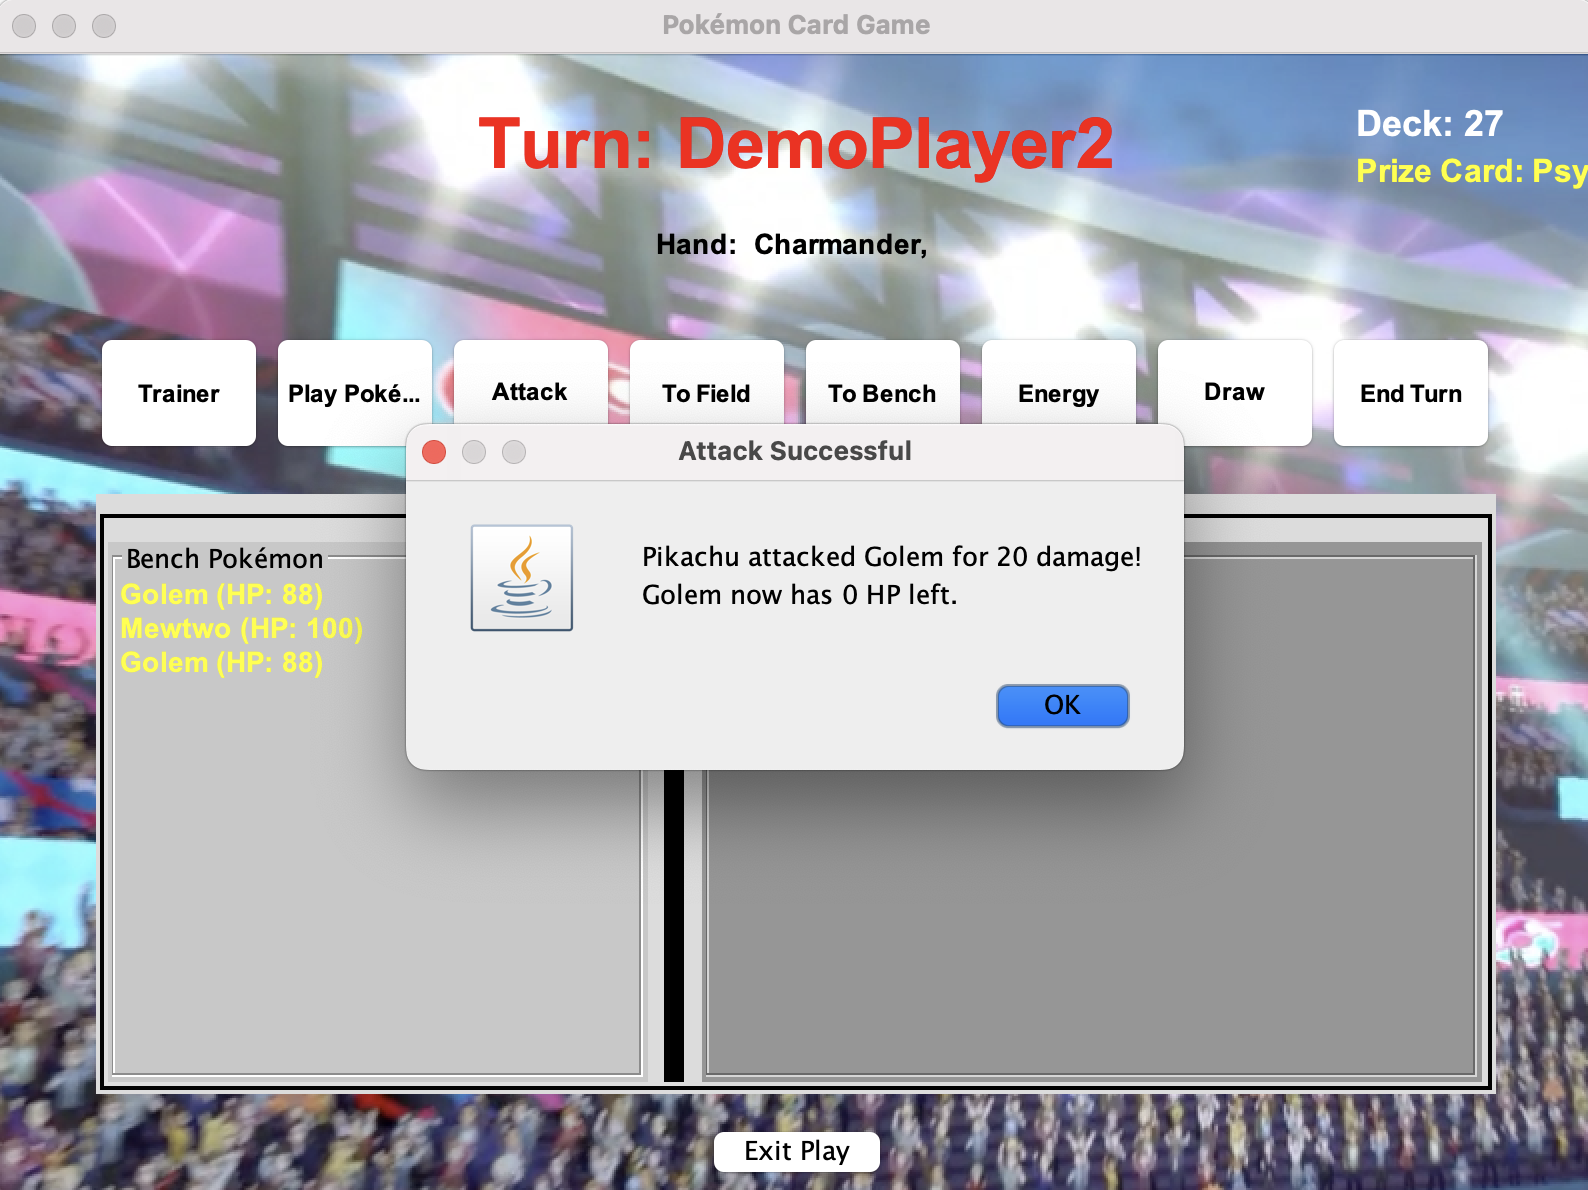 Pokémon Card Game
Turn: DemoPlayer2
Deck: 27
Prize Card: Psy
Hand:  Charmander,
Trainer
Play Poké...
Attack
To Field
To Bench
Energy
Draw
End Turn
Attack Successful
Pikachu attacked Golem for 20 damage!
Golem now has 0 HP left.
OK
Bench Pokémon
Golem (HP: 88)
Mewtwo (HP: 100)
Golem (HP: 88)
Exit Play